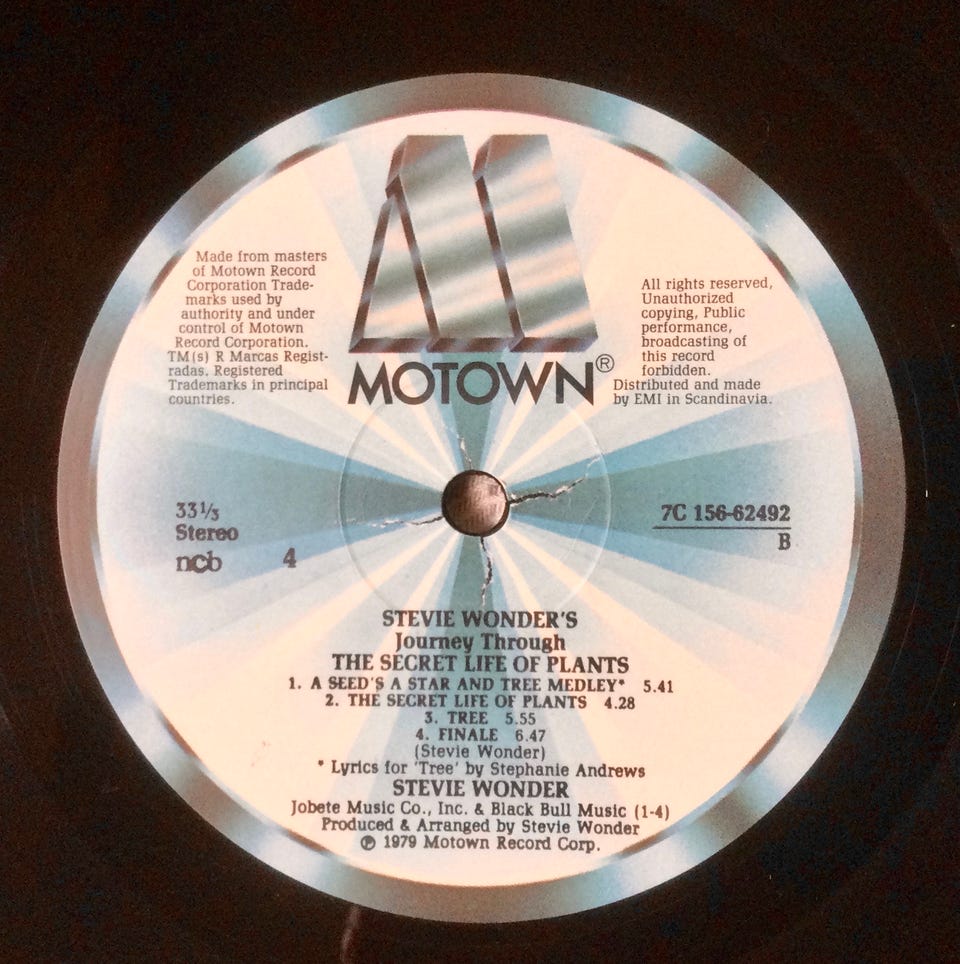 MOTOWN®
Made from masters
of Motown Record
Corporation Trade-
marks used by
authority and under
control of Motown
Record Corporation.
TM(s) R Marcas Regist-
radas. Registered
Trademarks in principal
countries.
All rights reserved,
Unauthorized
copying, Public
performance,
broadcasting of
this record
forbidden.
Distributed and made
by EMI in Scandinavia.
33⅓
Stereo
ncb 4
7C 156-62492
B
STEVIE WONDER'S
Journey Through
THE SECRET LIFE OF PLANTS
1. A SEED'S A STAR AND TREE MEDLEY* 5.41
2. THE SECRET LIFE OF PLANTS 4.28
3. TREE 5.55
4. FINALE 6.47
(Stevie Wonder)
* Lyrics for 'Tree' by Stephanie Andrews
STEVIE WONDER
Jobete Music Co., Inc. & Black Bull Music (1-4)
Produced & Arranged by Stevie Wonder
℗ 1979 Motown Record Corp.